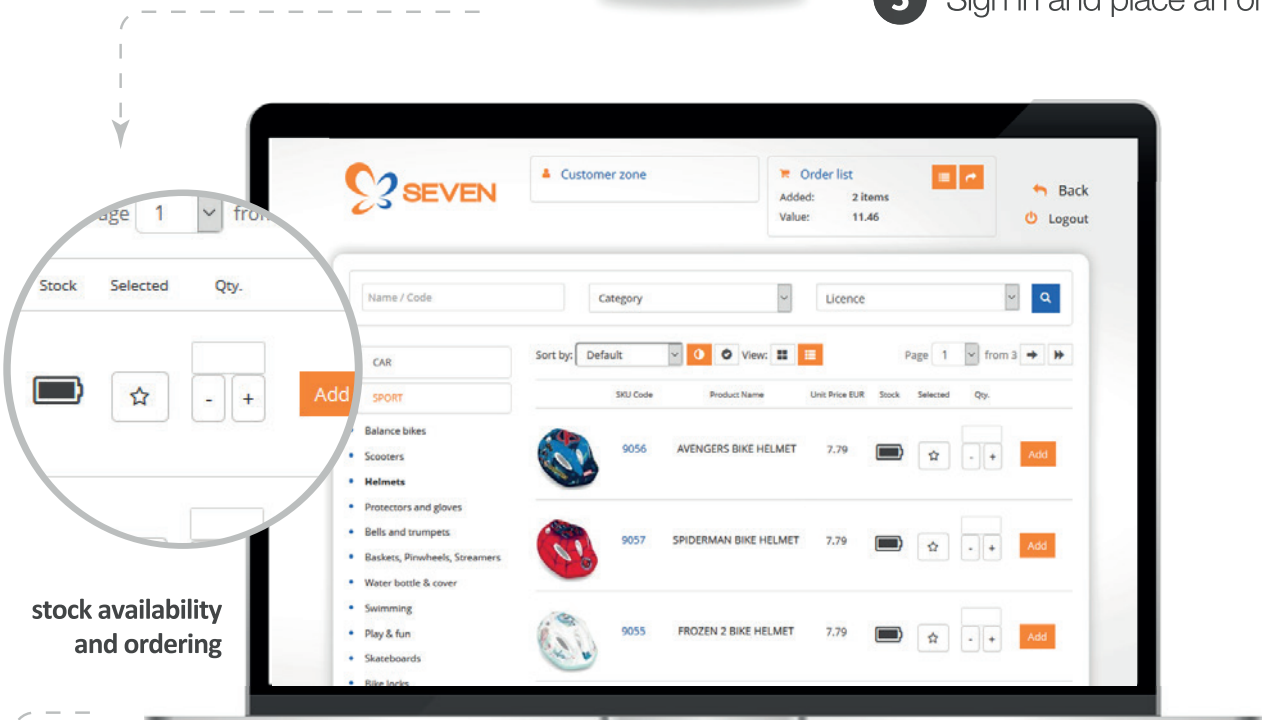 3 Sign in and place an or
SEVEN
Customer zone
Order list
Added: 2 items
Value: 11.46
Back
Logout
age 1 from
Stock Selected Qty.
- +
Add
stock availability
and ordering
Name / Code
Category
Licence
CAR
SPORT
Balance bikes
Scooters
Helmets
Protectors and gloves
Bells and trumpets
Baskets, Pinwheels, Streamers
Water bottle & cover
Swimming
Play & fun
Skateboards
Bike locks
Sort by: Default View: Page 1 from 3
SKU Code Product Name Unit Price EUR Stock Selected Qty.
9056 AVENGERS BIKE HELMET 7.79 - + Add
9057 SPIDERMAN BIKE HELMET 7.79 - + Add
9055 FROZEN 2 BIKE HELMET 7.79 - + Add